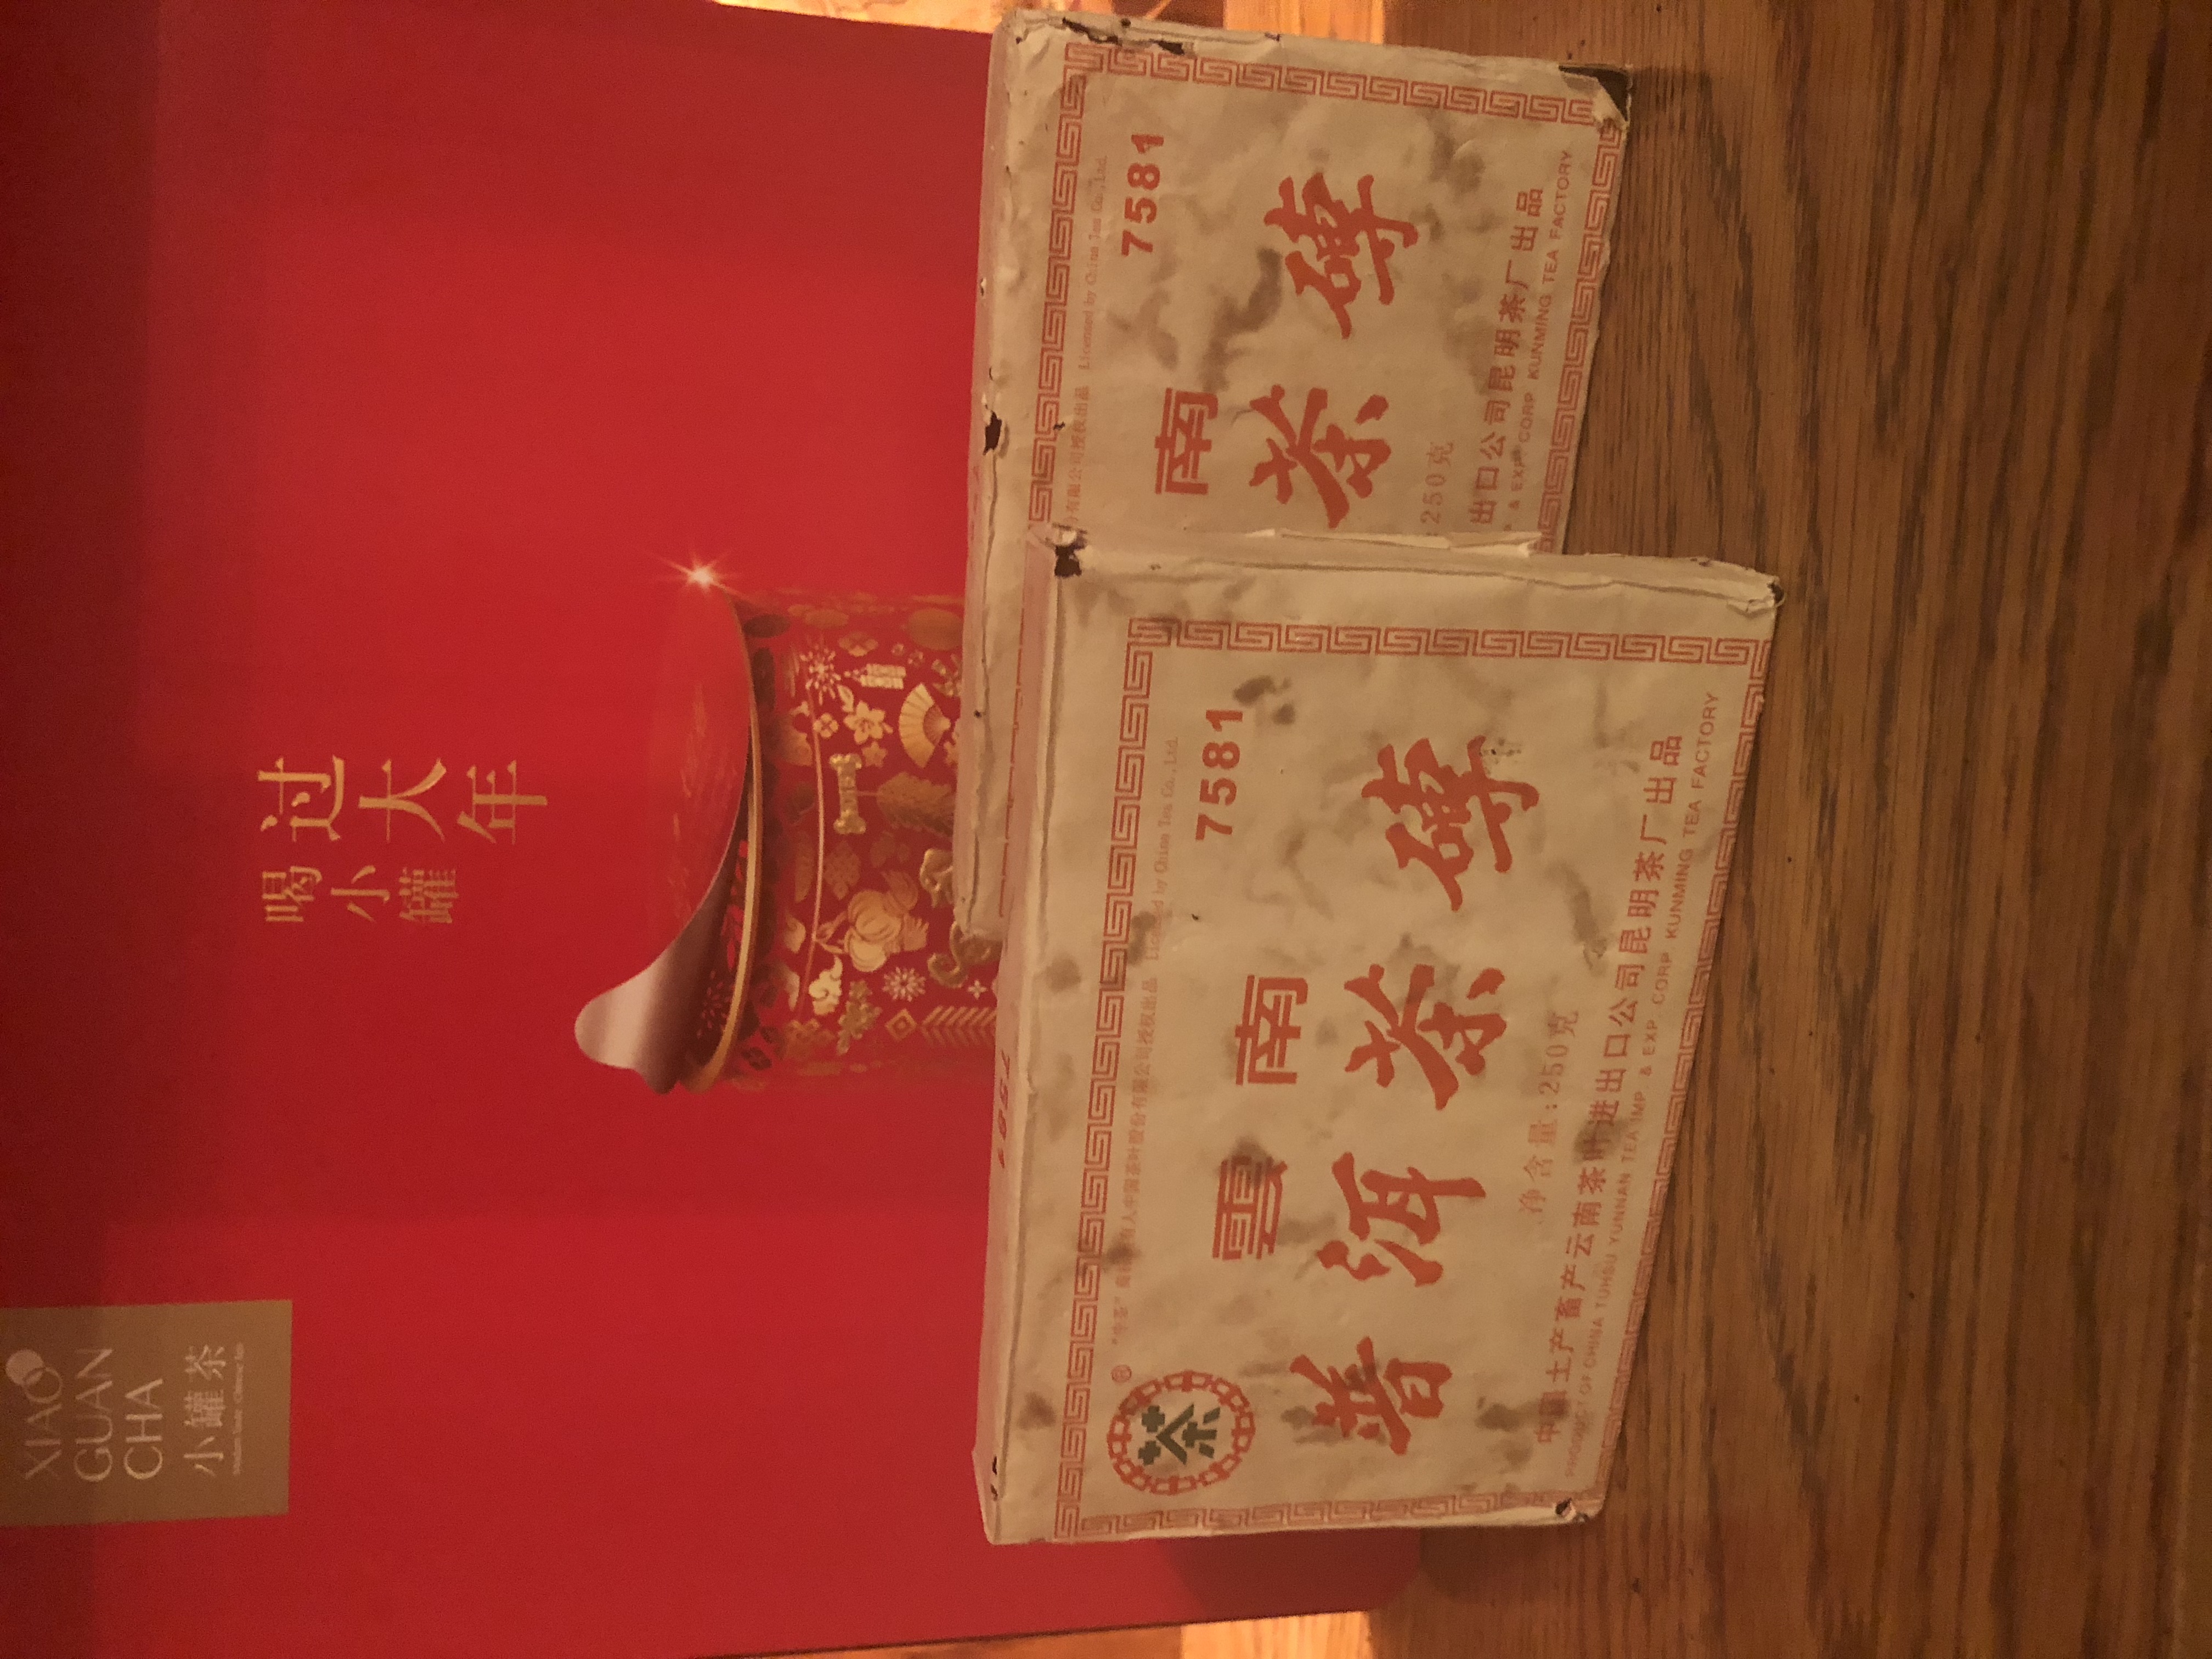 XIAO
GUAN
CHA
小罐茶
Modern Taste Chinese Tea
过大年
喝小罐
7581
"中茶"商标所有人中国茶叶股份有限公司授权出品 Licensed by China Tea Co., Ltd.
®
茶
7581
雲南
普洱茶磚
净含量:250克
中国土产畜产云南茶叶进出口公司昆明茶厂出品
PRODUCT OF CHINA TUHSU YUNNAN TEA IMP. & EXP. CORP. KUNMING TEA FACTORY
份有限公司授权出品 Licensed by China Tea Co., Ltd.
7581
南
茶磚
:250克
出口公司昆明茶厂出品
P. & EXP. CORP. KUNMING TEA FACTORY